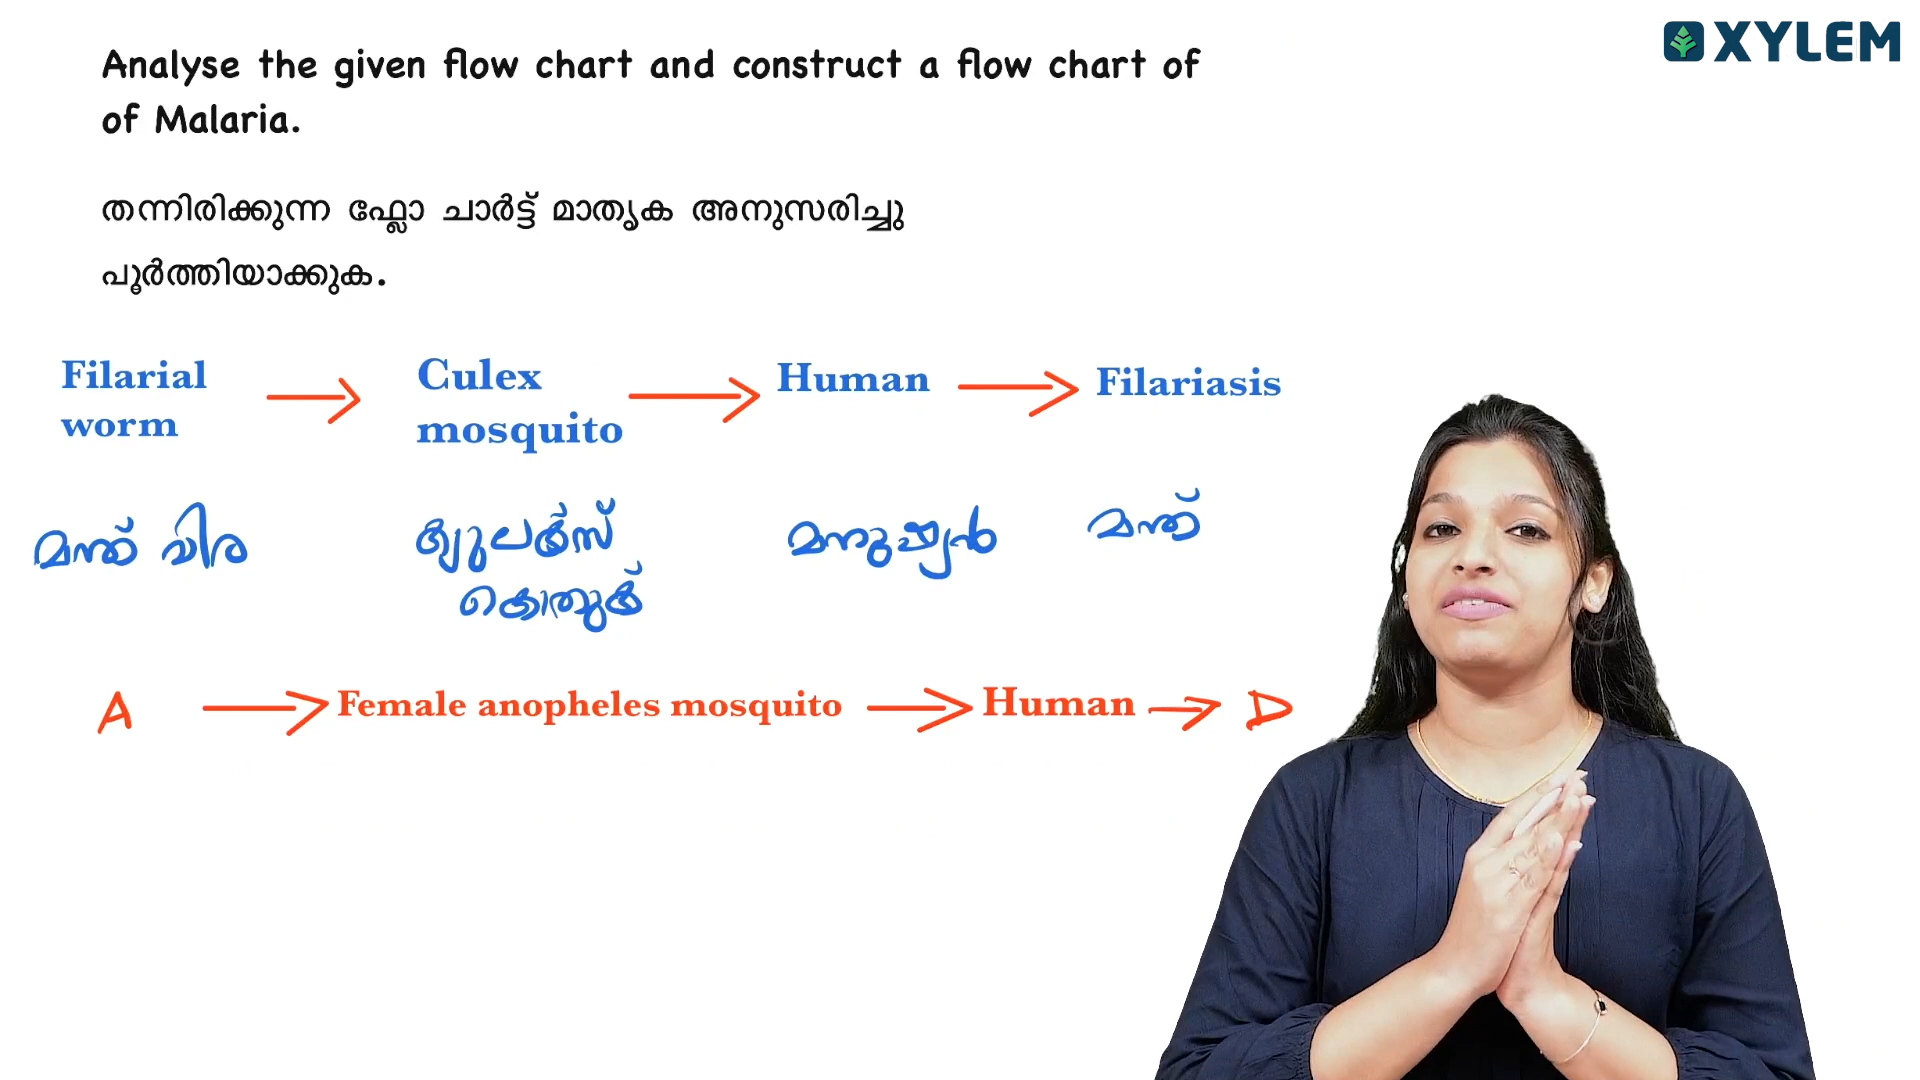 XYLEM
Analyse the given flow chart and construct a flow chart of
of Malaria.
തന്നിരിക്കുന്ന ഫ്ലോ ചാർട്ട് മാതൃക അനുസരിച്ചു
പൂർത്തിയാക്കുക.
Filarial worm → Culex mosquito → Human → Filariasis
മന്ത് വിര ക്യുലക്സ് കൊതുക് മനുഷ്യൻ മന്ത്
A → Female anopheles mosquito → Human → D